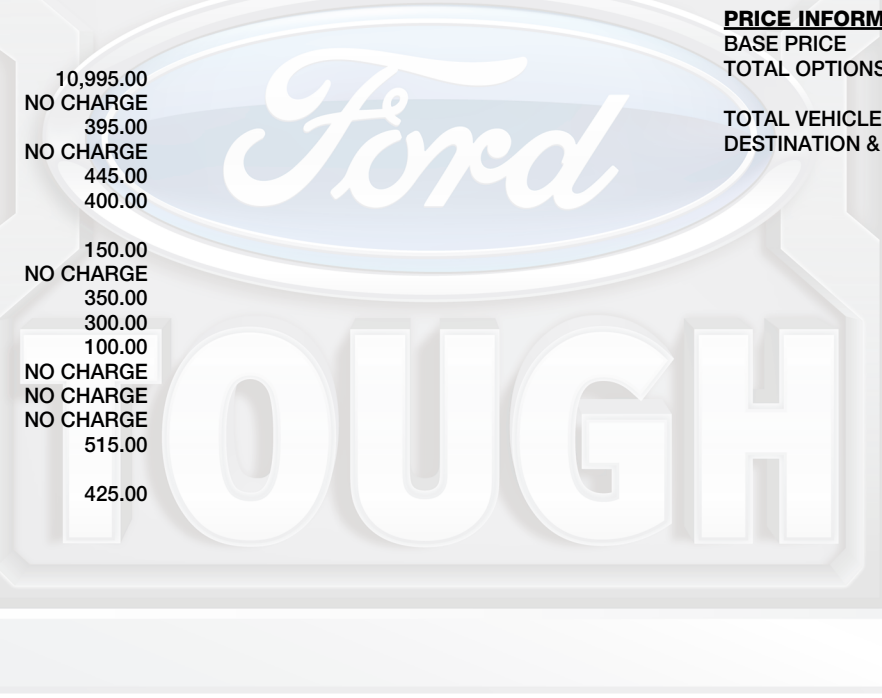 10,995.00
NO CHARGE
395.00
NO CHARGE
445.00
400.00
150.00
NO CHARGE
350.00
300.00
100.00
NO CHARGE
NO CHARGE
NO CHARGE
515.00
425.00
PRICE INFORM
BASE PRICE
TOTAL OPTIONS
TOTAL VEHICLE
DESTINATION &
Ford
TOUGH